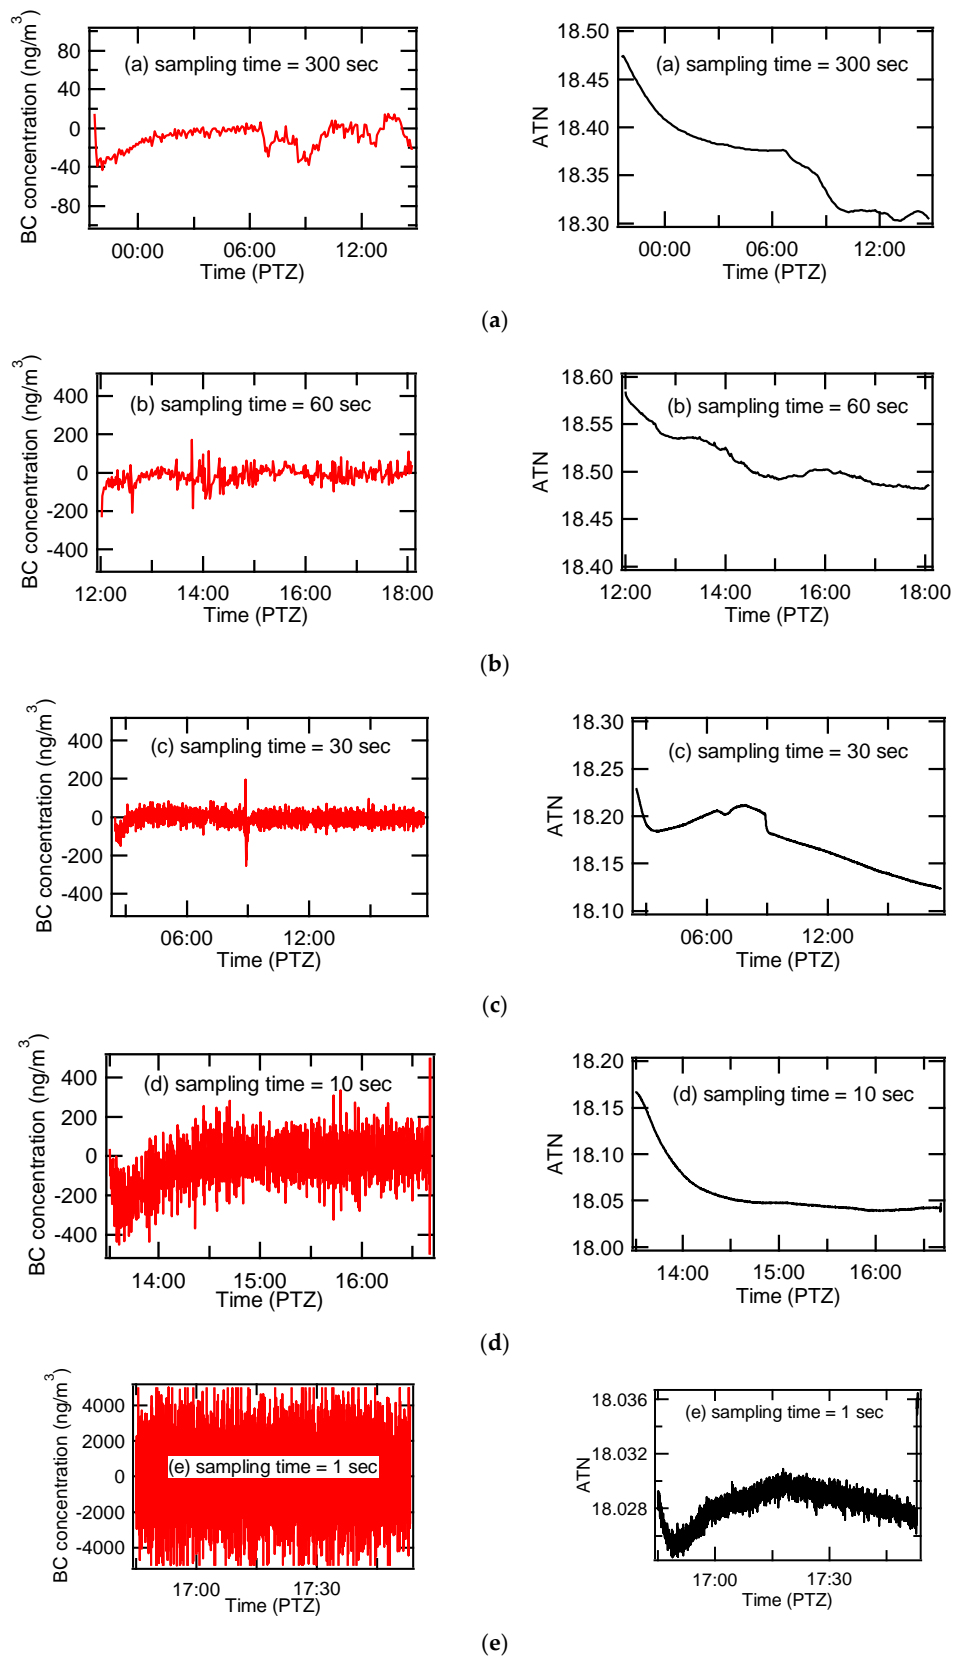 BC concentration (ng/m3)
80
40
0
-40
-80
(a) sampling time = 300 sec
00:00 06:00 12:00
Time (PTZ)
ATN
18.50
18.45
18.40
18.35
18.30
(a) sampling time = 300 sec
00:00 06:00 12:00
Time (PTZ)
(a)
BC concentration (ng/m3)
400
200
0
-200
-400
(b) sampling time = 60 sec
12:00 14:00 16:00 18:00
Time (PTZ)
ATN
18.60
18.55
18.50
18.45
18.40
(b) sampling time = 60 sec
12:00 14:00 16:00 18:00
Time (PTZ)
(b)
BC concentration (ng/m3)
400
200
0
-200
-400
(c) sampling time = 30 sec
06:00 12:00
Time (PTZ)
ATN
18.30
18.25
18.20
18.15
18.10
(c) sampling time = 30 sec
06:00 12:00
Time (PTZ)
(c)
BC concentration (ng/m3)
400
200
0
-200
-400
(d) sampling time = 10 sec
14:00 15:00 16:00
Time (PTZ)
ATN
18.20
18.15
18.10
18.05
18.00
(d) sampling time = 10 sec
14:00 15:00 16:00
Time (PTZ)
(d)
BC concentration (ng/m3)
4000
2000
0
-2000
-4000
(e) sampling time = 1 sec
17:00 17:30
Time (PTZ)
ATN
18.036
18.032
18.028
(e) sampling time = 1 sec
17:00 17:30
Time (PTZ)
(e)